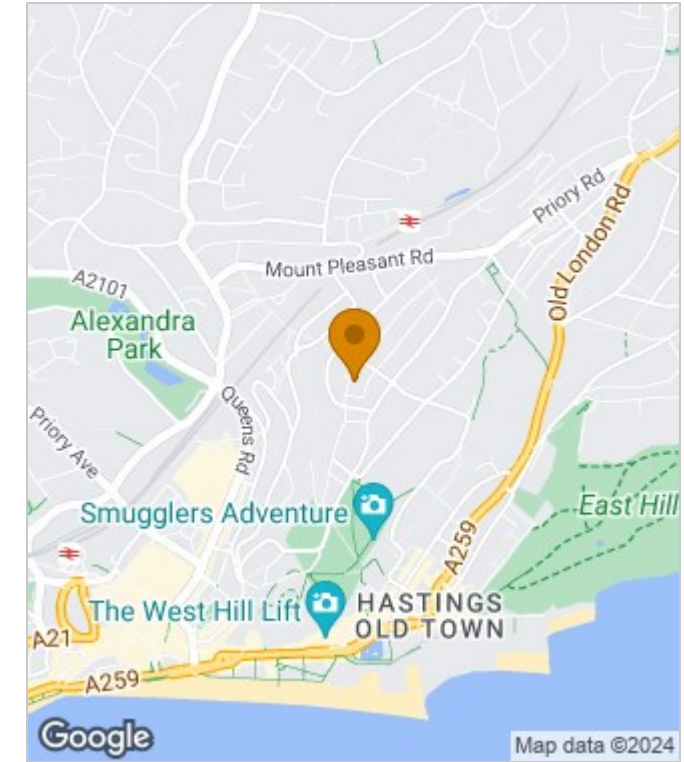 Priory Rd
Old London Rd
Mount Pleasant Rd
A2101
Alexandra
Park
Queens Rd
Priory Ave
Smugglers Adventure
East Hill
A259
The West Hill Lift
HASTINGS
OLD TOWN
A21
A259
Google
Map data ©2024